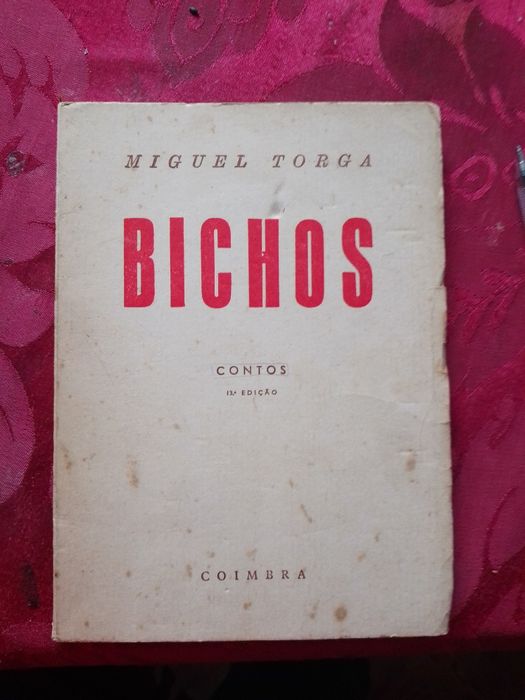 MIGUEL TORGA
BICHOS
CONTOS
13.ª EDIÇÃO
COIMBRA